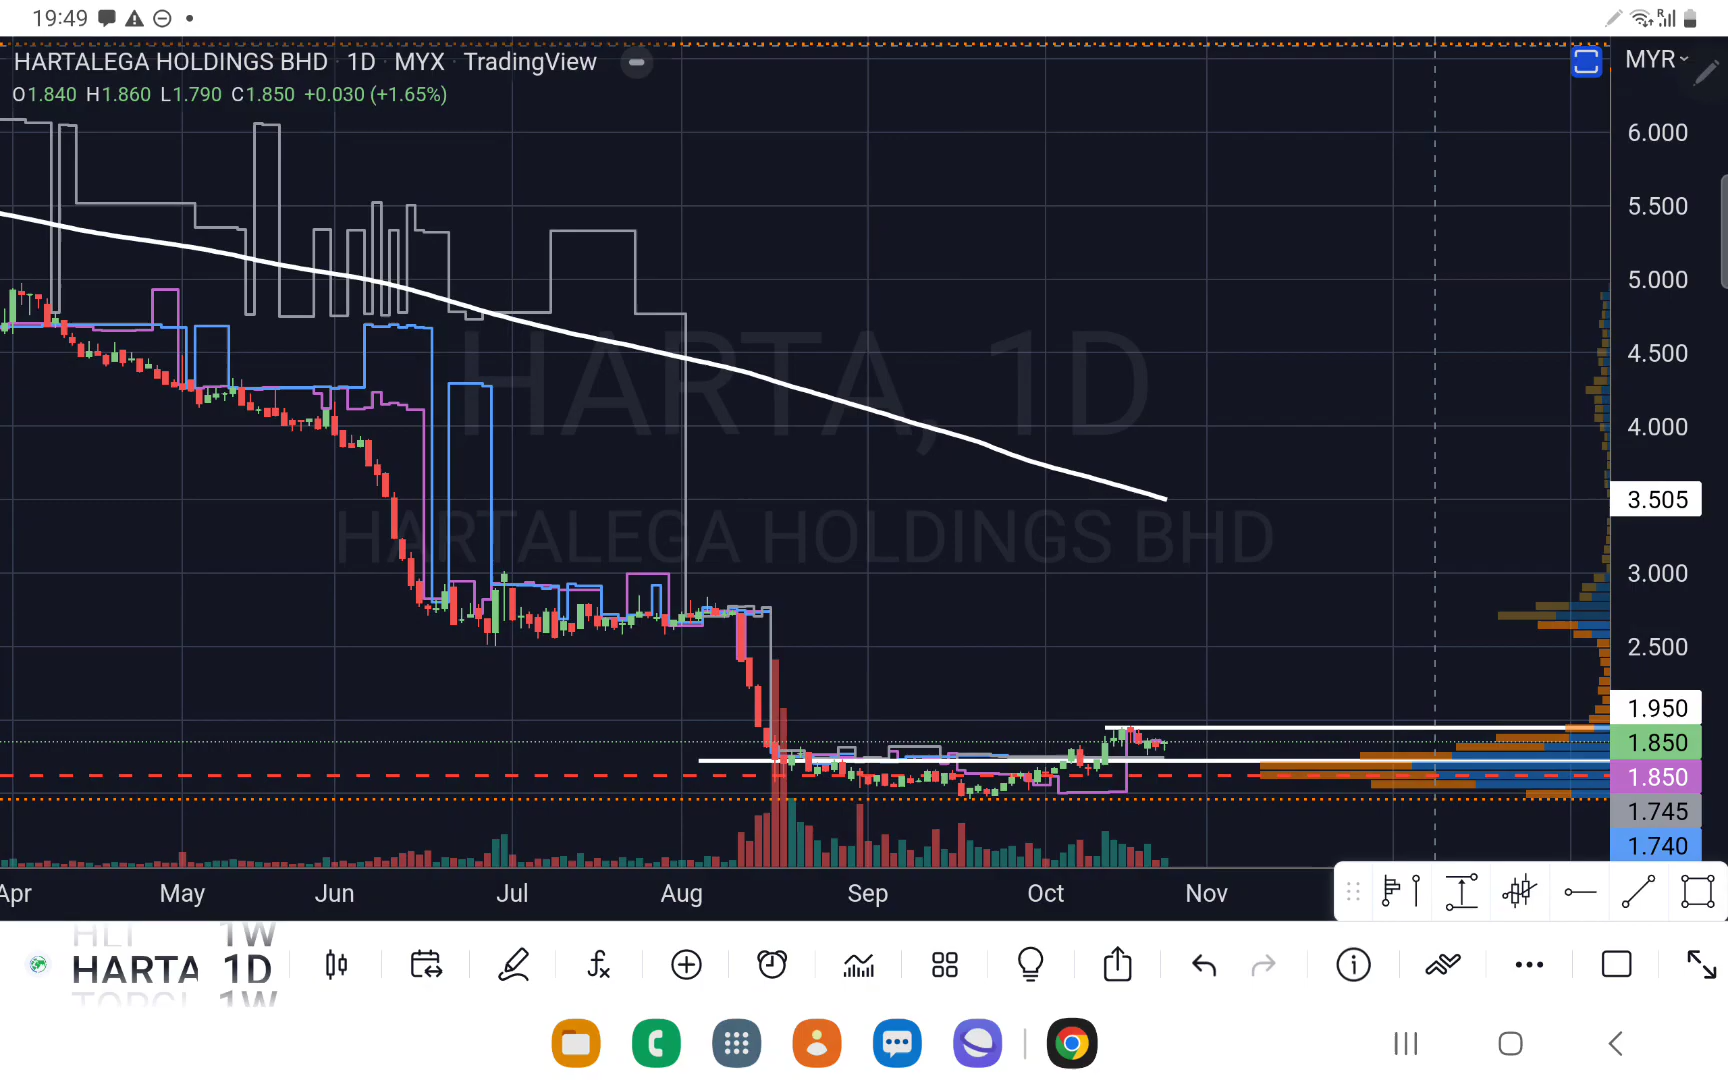 19:49
HARTALEGA HOLDINGS BHD · 1D · MYX · TradingView
MYR
O1.840 H1.860 L1.790 C1.850 +0.030 (+1.65%)
6.000
5.500
5.000
4.500
4.000
3.505
3.000
2.500
1.950
1.850
1.850
1.745
1.740
HARTA, 1D
HARTALEGA HOLDINGS BHD
Apr May Jun Jul Aug Sep Oct Nov
HLI 1W
HARTA 1D
1W